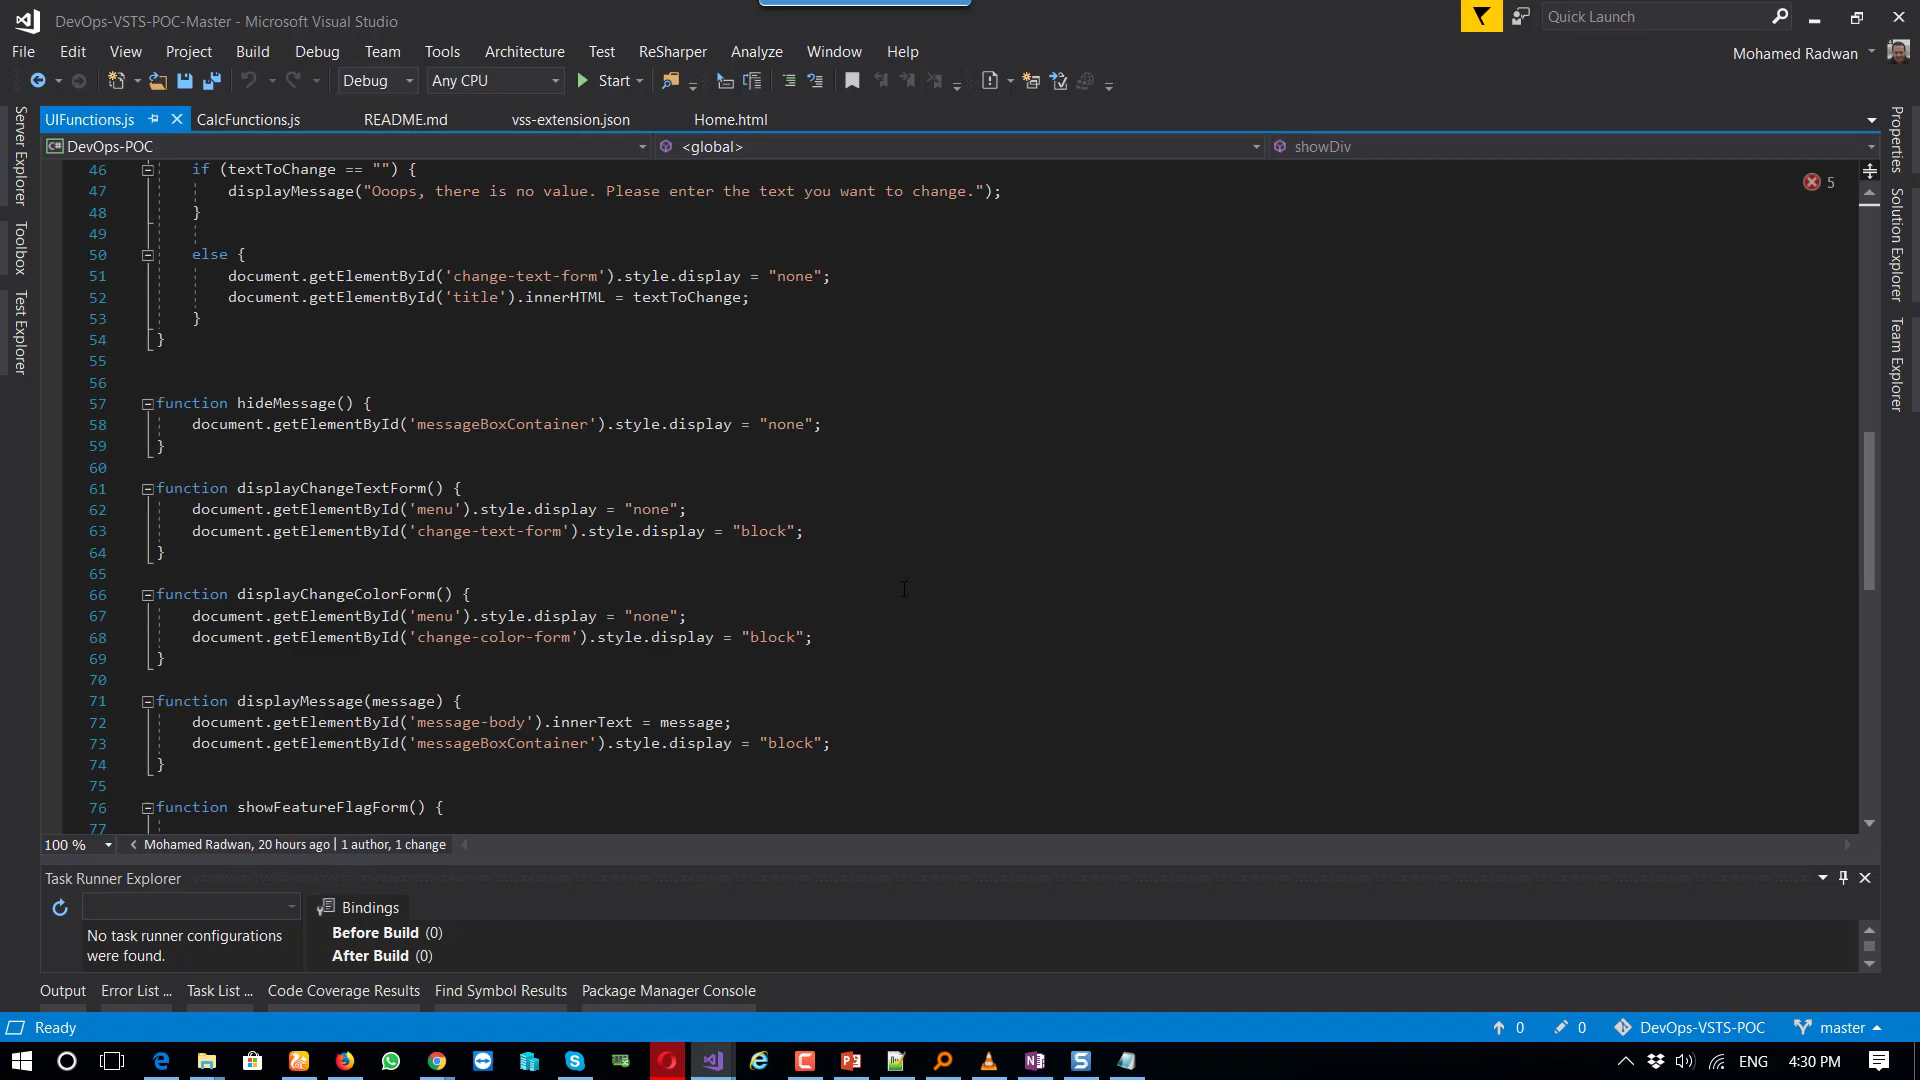 DevOps-VSTS-POC-Master - Microsoft Visual Studio
Quick Launch
File Edit View Project Build Debug Team Tools Architecture Test ReSharper Analyze Window Help
Mohamed Radwan
Debug Any CPU Start
UIFunctions.js CalcFunctions.js README.md vss-extension.json Home.html
DevOps-POC <global> showDiv
Server Explorer
Toolbox
Test Explorer
Properties
Solution Explorer
Team Explorer
5
46 if (textToChange == "") {
47 displayMessage("Ooops, there is no value. Please enter the text you want to change.");
48 }
49
50 else {
51 document.getElementById('change-text-form').style.display = "none";
52 document.getElementById('title').innerHTML = textToChange;
53 }
54 }
55
56
57 function hideMessage() {
58 document.getElementById('messageBoxContainer').style.display = "none";
59 }
60
61 function displayChangeTextForm() {
62 document.getElementById('menu').style.display = "none";
63 document.getElementById('change-text-form').style.display = "block";
64 }
65
66 function displayChangeColorForm() {
67 document.getElementById('menu').style.display = "none";
68 document.getElementById('change-color-form').style.display = "block";
69 }
70
71 function displayMessage(message) {
72 document.getElementById('message-body').innerText = message;
73 document.getElementById('messageBoxContainer').style.display = "block";
74 }
75
76 function showFeatureFlagForm() {
77
100 % Mohamed Radwan, 20 hours ago | 1 author, 1 change
Task Runner Explorer
Bindings
No task runner configurations
were found.
Before Build (0)
After Build (0)
Output Error List ... Task List ... Code Coverage Results Find Symbol Results Package Manager Console
Ready 0 0 DevOps-VSTS-POC master
ENG 4:30 PM